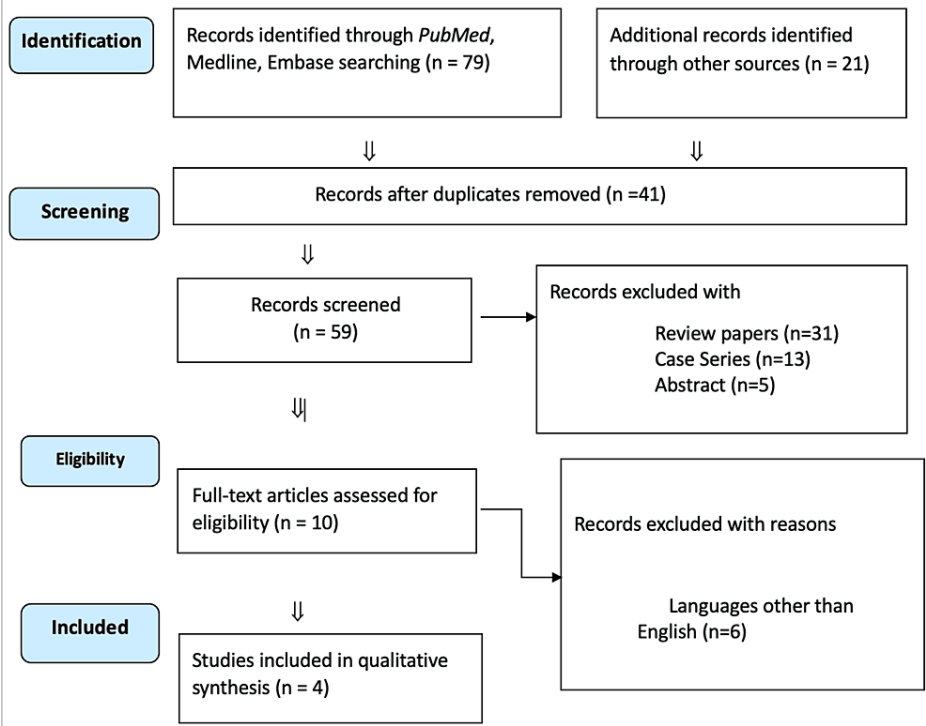 Identification
Records identified through PubMed,
Medline, Embase searching (n = 79)
Additional records identified
through other sources (n = 21)
⇓
⇓
Records after duplicates removed (n =41)
Screening
⇓
Records screened
(n = 59)
Records excluded with
Review papers (n=31)
Case Series (n=13)
Abstract (n=5)
⇓
Eligibility
Full-text articles assessed for
eligibility (n = 10)
Records excluded with reasons
Languages other than
English (n=6)
⇓
Included
Studies included in qualitative
synthesis (n = 4)